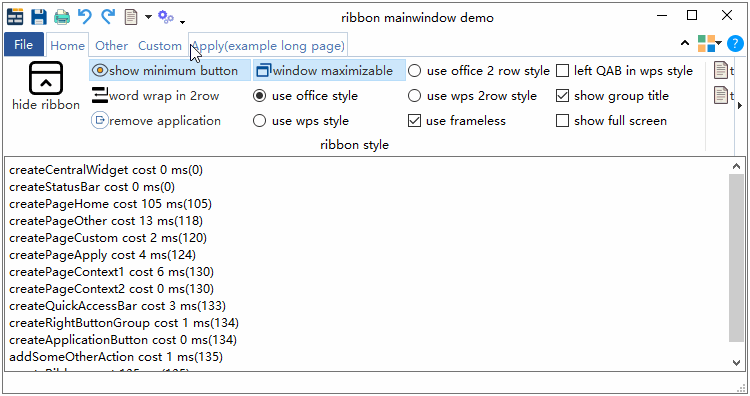 ribbon mainwindow demo
File Home Other Custom Apply(example long page)
show minimum button window maximizable use office 2 row style left QAB in wps style t
hide ribbon word wrap in 2row use office style use wps 2row style show group title t
remove application use wps style use frameless show full screen
ribbon style
createCentralWidget cost 0 ms(0)
createStatusBar cost 0 ms(0)
createPageHome cost 105 ms(105)
createPageOther cost 13 ms(118)
createPageCustom cost 2 ms(120)
createPageApply cost 4 ms(124)
createPageContext1 cost 6 ms(130)
createPageContext2 cost 0 ms(130)
createQuickAccessBar cost 3 ms(133)
createRightButtonGroup cost 1 ms(134)
createApplicationButton cost 0 ms(134)
addSomeOtherAction cost 1 ms(135)